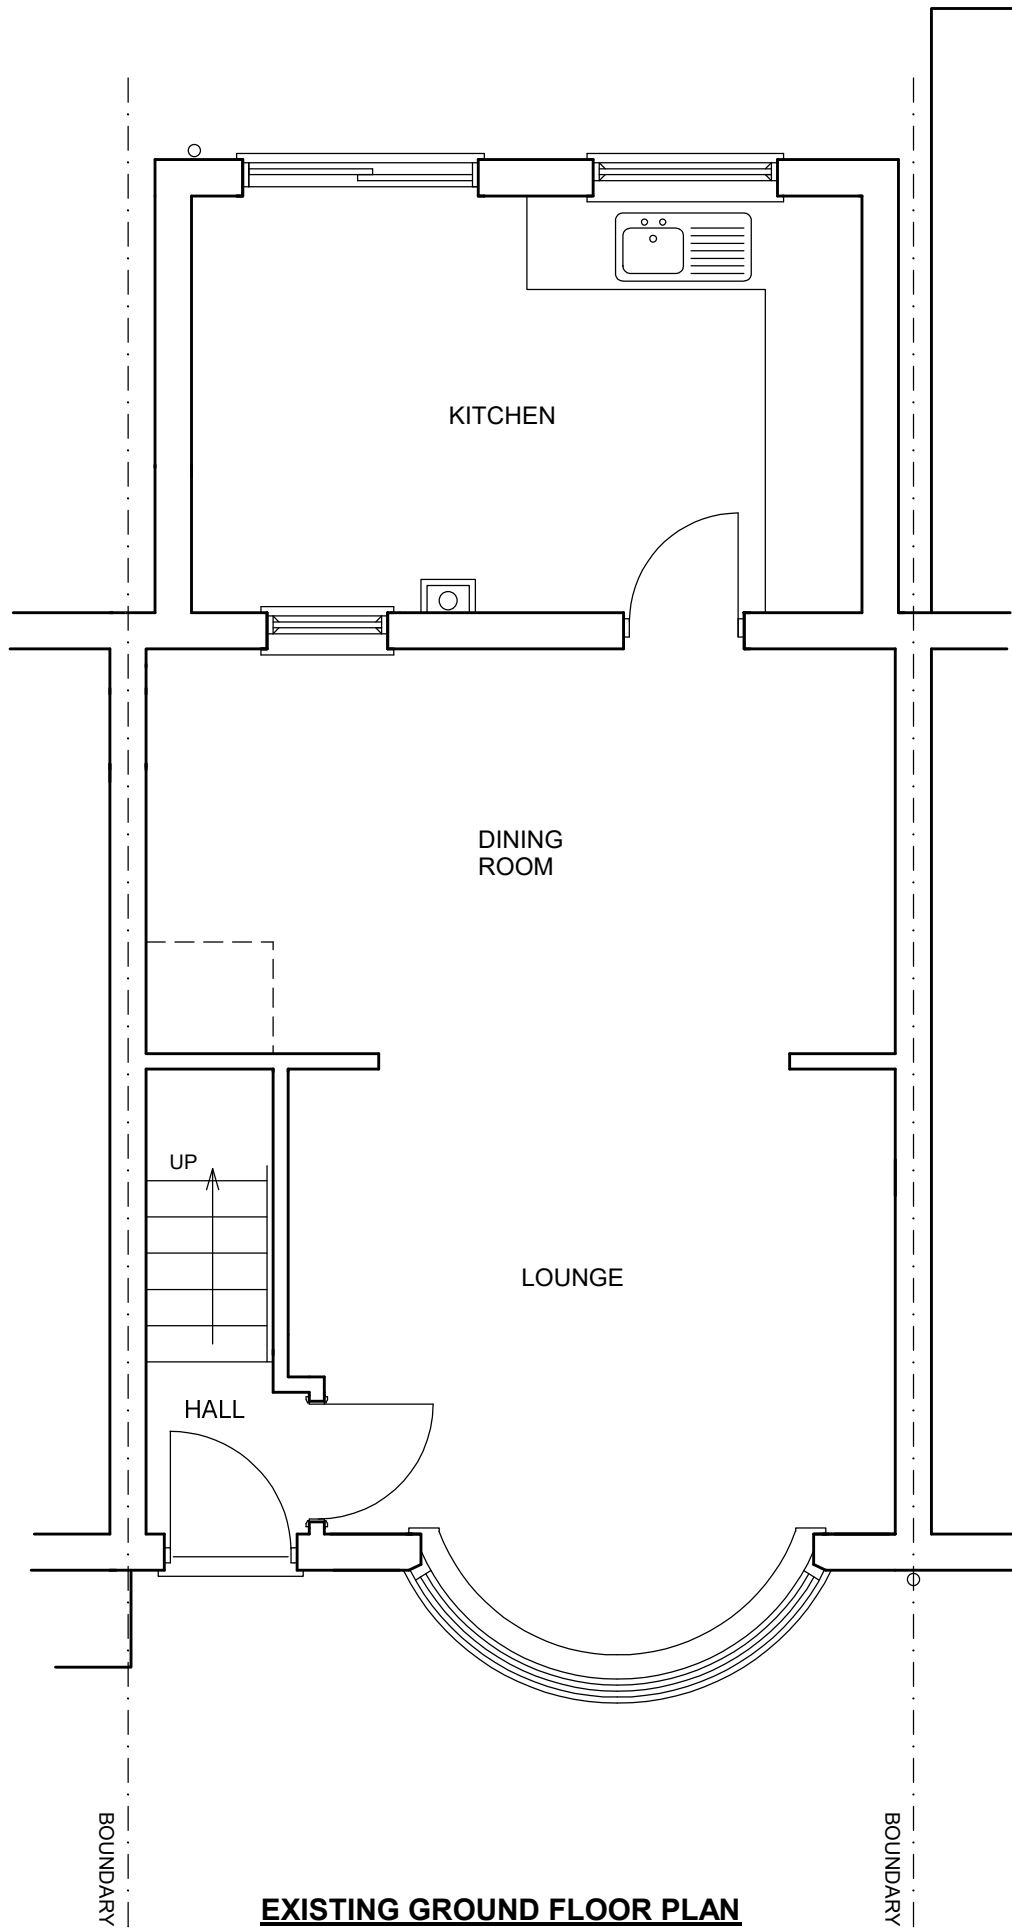 KITCHEN
DINING
ROOM
UP
LOUNGE
HALL
BOUNDARY
BOUNDARY
EXISTING GROUND FLOOR PLAN